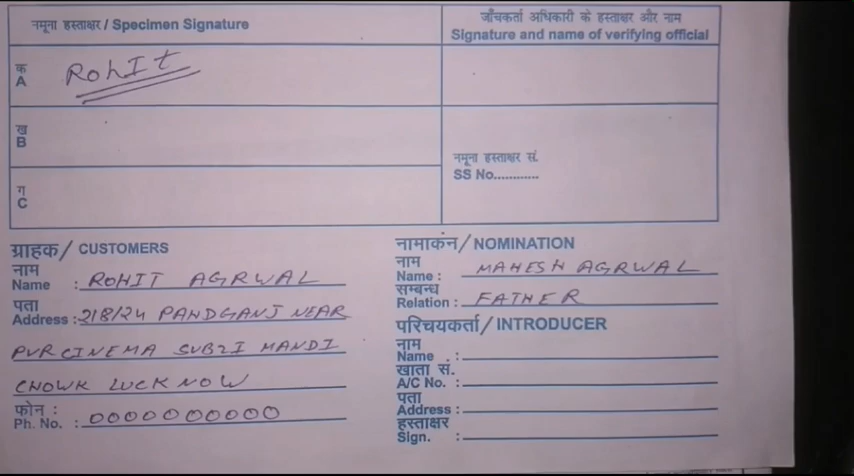 नमूना हस्ताक्षर / Specimen Signature
जाँचकर्ता अधिकारी के हस्ताक्षर और नाम
Signature and name of verifying official
क
A
RohIt
ख
B
नमूना हस्ताक्षर सं.
SS No............
ग
C
ग्राहक / CUSTOMERS
नाम
Name : ROHIT AGRWAL
पता
Address : 218/24 PANDGANJ NEAR
PVR CINEMA SUBZI MANDI
CHOWK LUCKNOW
फोन :
Ph. No. : 0000000000
नामाकंन / NOMINATION
नाम
Name : MAHESH AGRWAL
सम्बन्ध
Relation : FATHER
परिचयकर्ता / INTRODUCER
नाम
Name :
खाता सं.
A/C No. :
पता
Address :
हस्ताक्षर
Sign. :